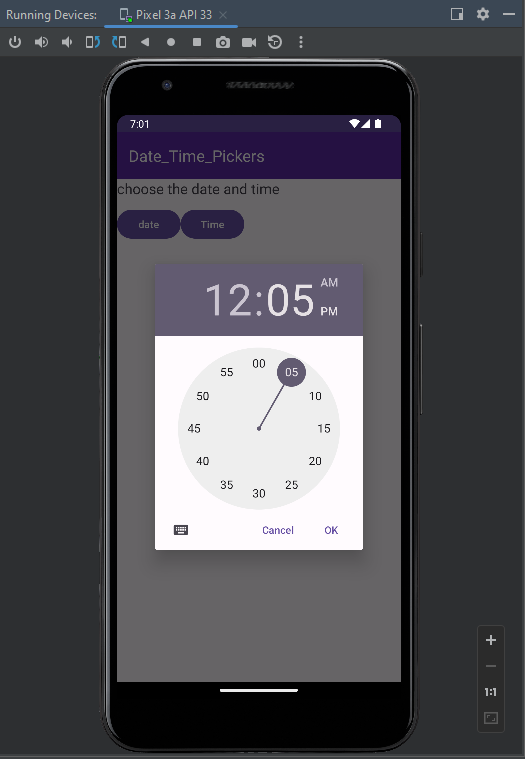 Running Devices: Pixel 3a API 33
7:01
Date_Time_Pickers
choose the date and time
date Time
12:05 AM
PM
00
55 05
50 10
45 15
40 20
35 25
30
Cancel OK
1:1